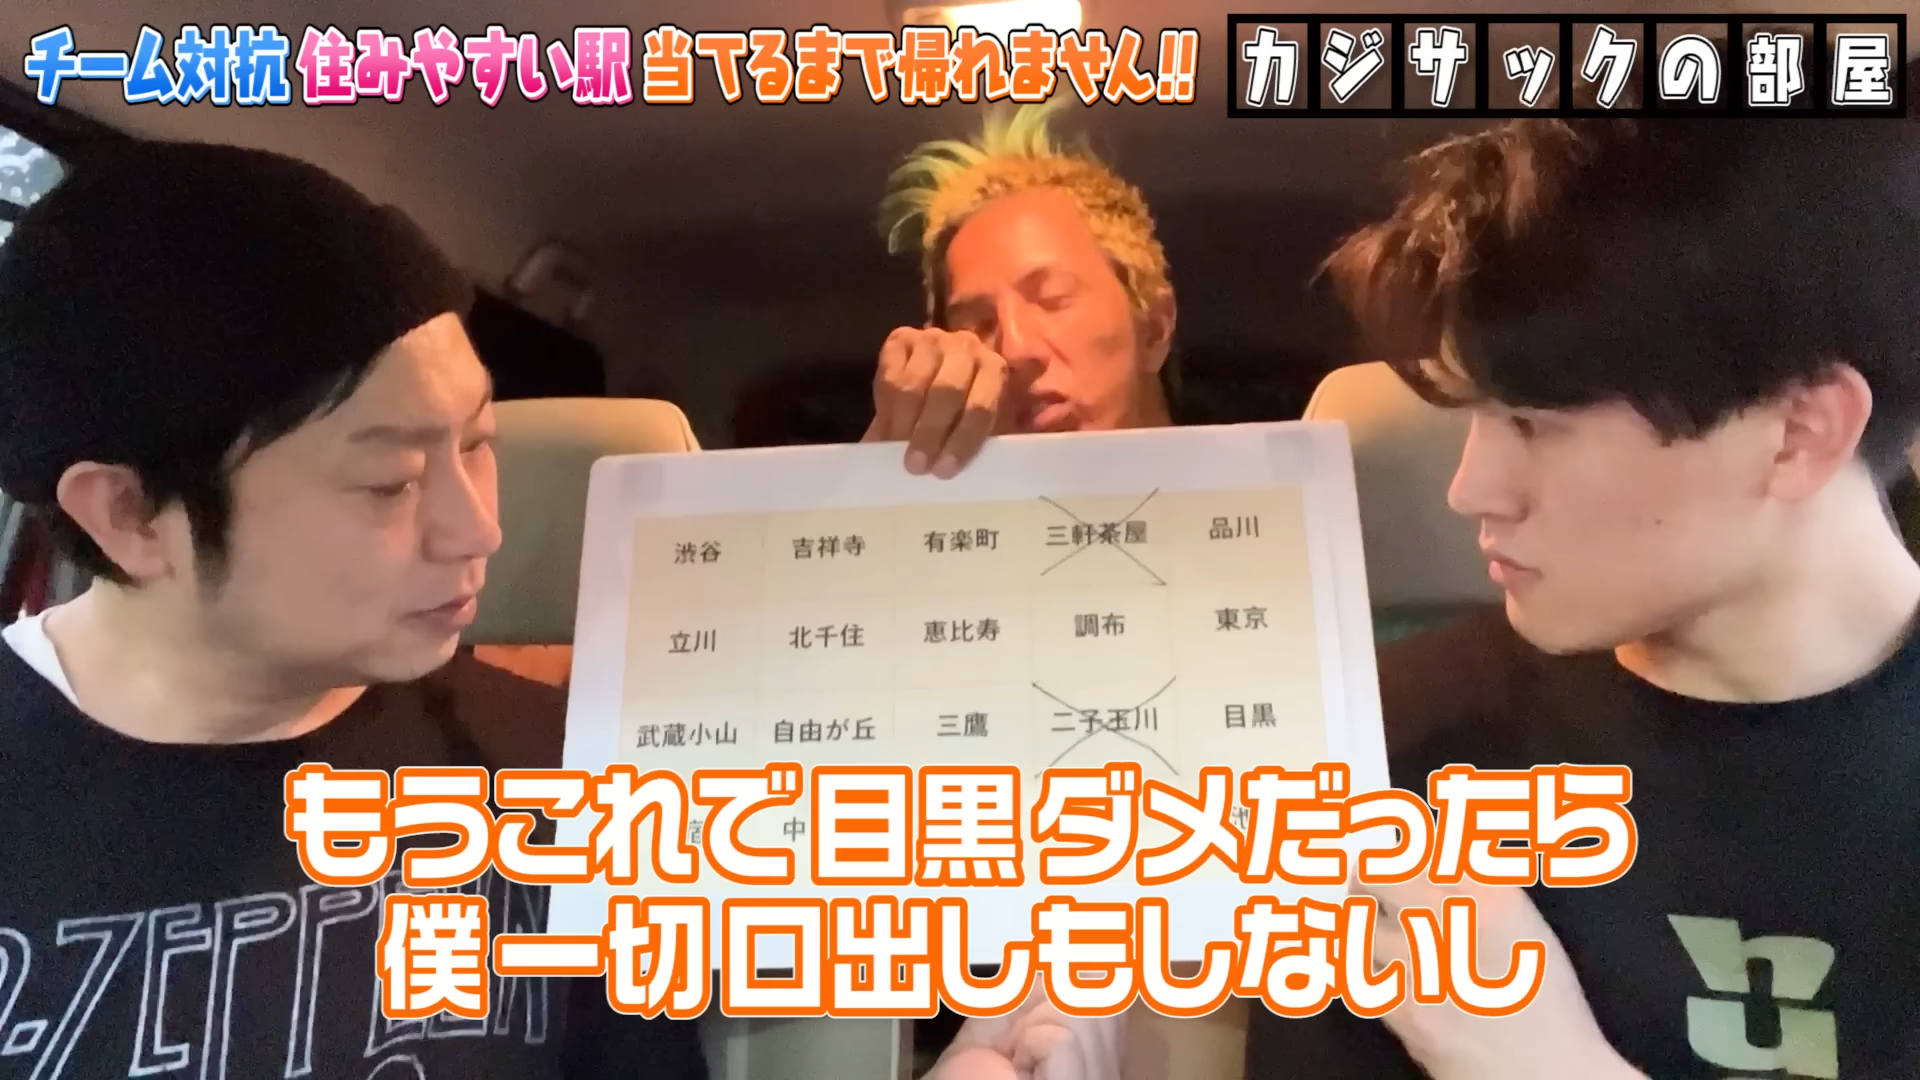 チーム対抗 住みやすい駅 当てるまで帰れません!!
カジサックの部屋
渋谷 吉祥寺 有楽町 三軒茶屋 品川
立川 北千住 恵比寿 調布 東京
武蔵小山 自由が丘 三鷹 二子玉川 目黒
中
もうこれで目黒ダメだったら
僕一切口出しもしないし
ZEPPELIN